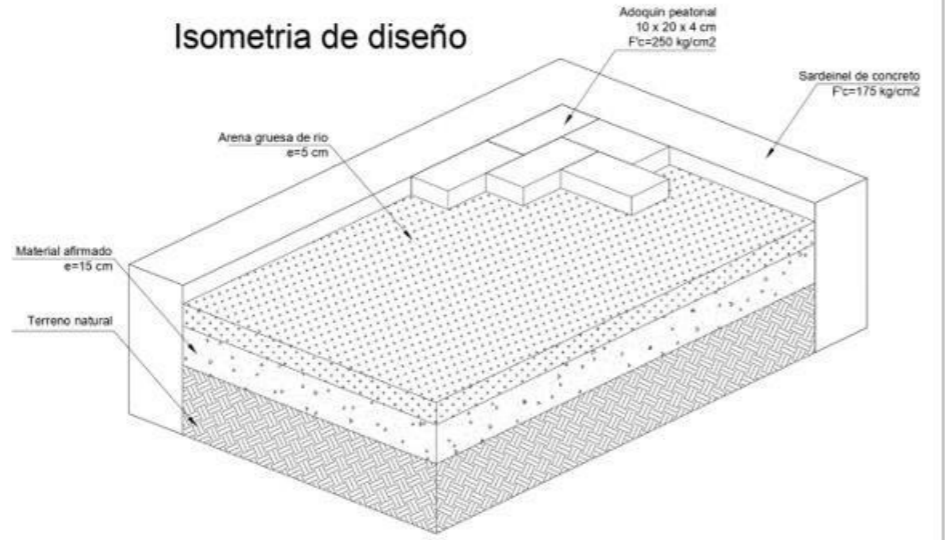 Isometria de diseño
Adoquin peatonal
10 x 20 x 4 cm
F'c=250 kg/cm2
Sardeinel de concreto
F'c=175 kg/cm2
Arena gruesa de rio
e=5 cm
Material afirmado
e=15 cm
Terreno natural